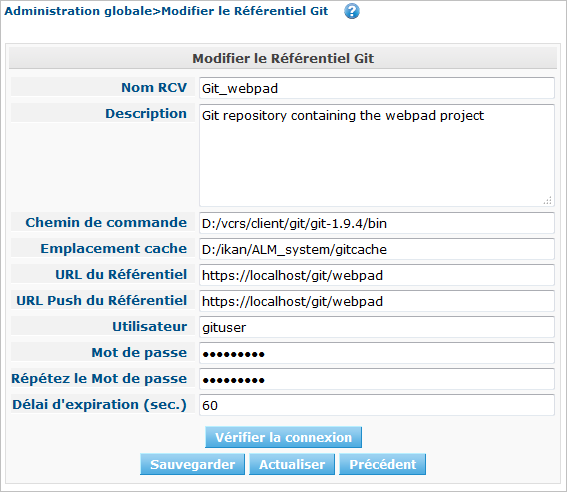 Administration globale>Modifier le Référentiel Git ?
Modifier le Référentiel Git
Nom RCV Git_webpad
Description Git repository containing the webpad project
Chemin de commande D:/vcrs/client/git/git-1.9.4/bin
Emplacement cache D:/ikan/ALM_system/gitcache
URL du Référentiel https://localhost/git/webpad
URL Push du Référentiel https://localhost/git/webpad
Utilisateur gituser
Mot de passe •••••••••
Répétez le Mot de passe •••••••••
Délai d'expiration (sec.) 60
Vérifier la connexion
Sauvegarder Actualiser Précédent